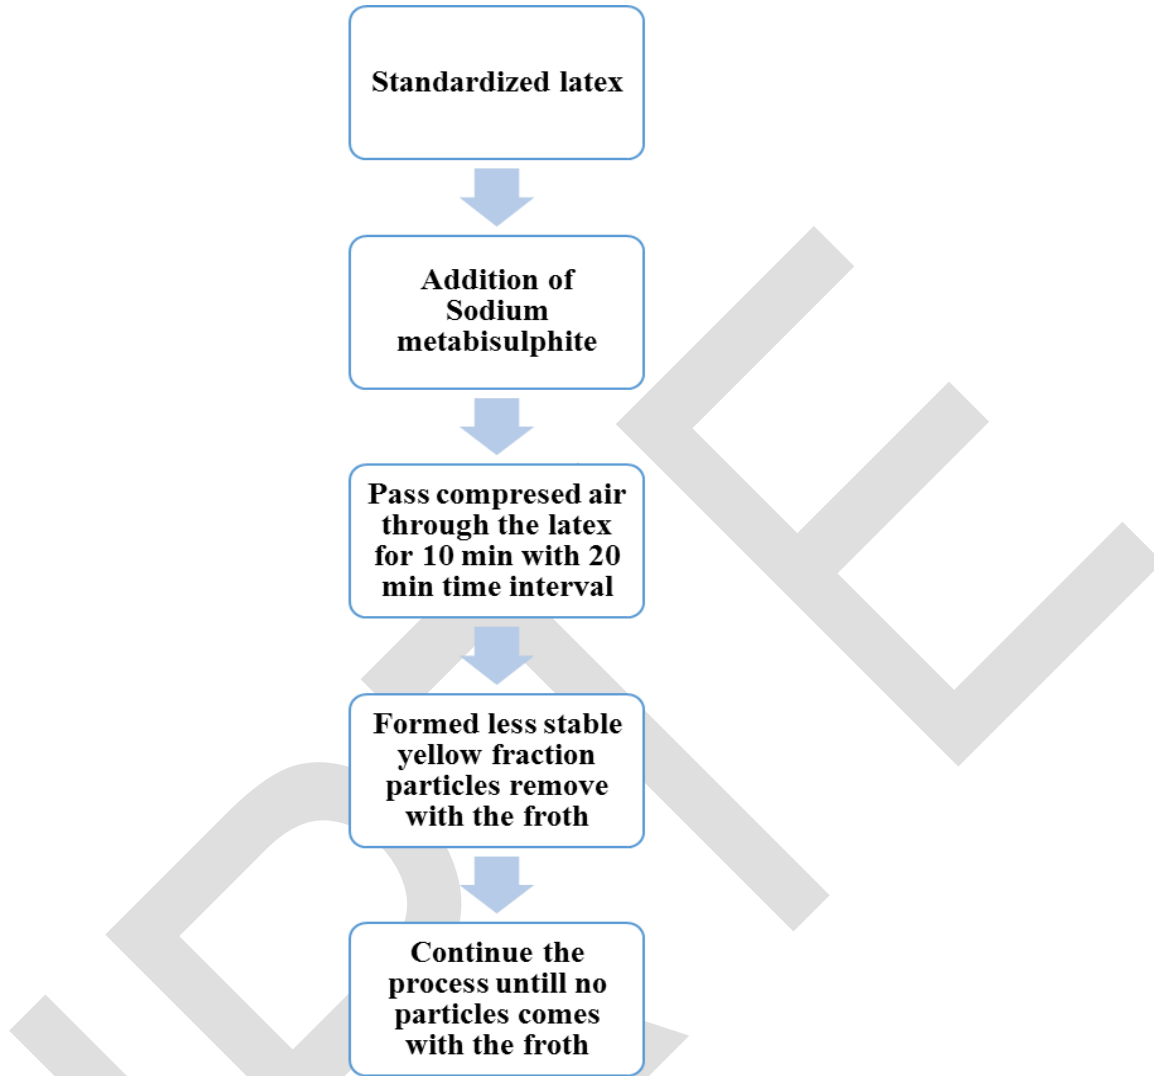 Standardized latex
Addition of
Sodium
metabisulphite
Pass compresed air
through the latex
for 10 min with 20
min time interval
Formed less stable
yellow fraction
particles remove
with the froth
Continue the
process untill no
particles comes
with the froth